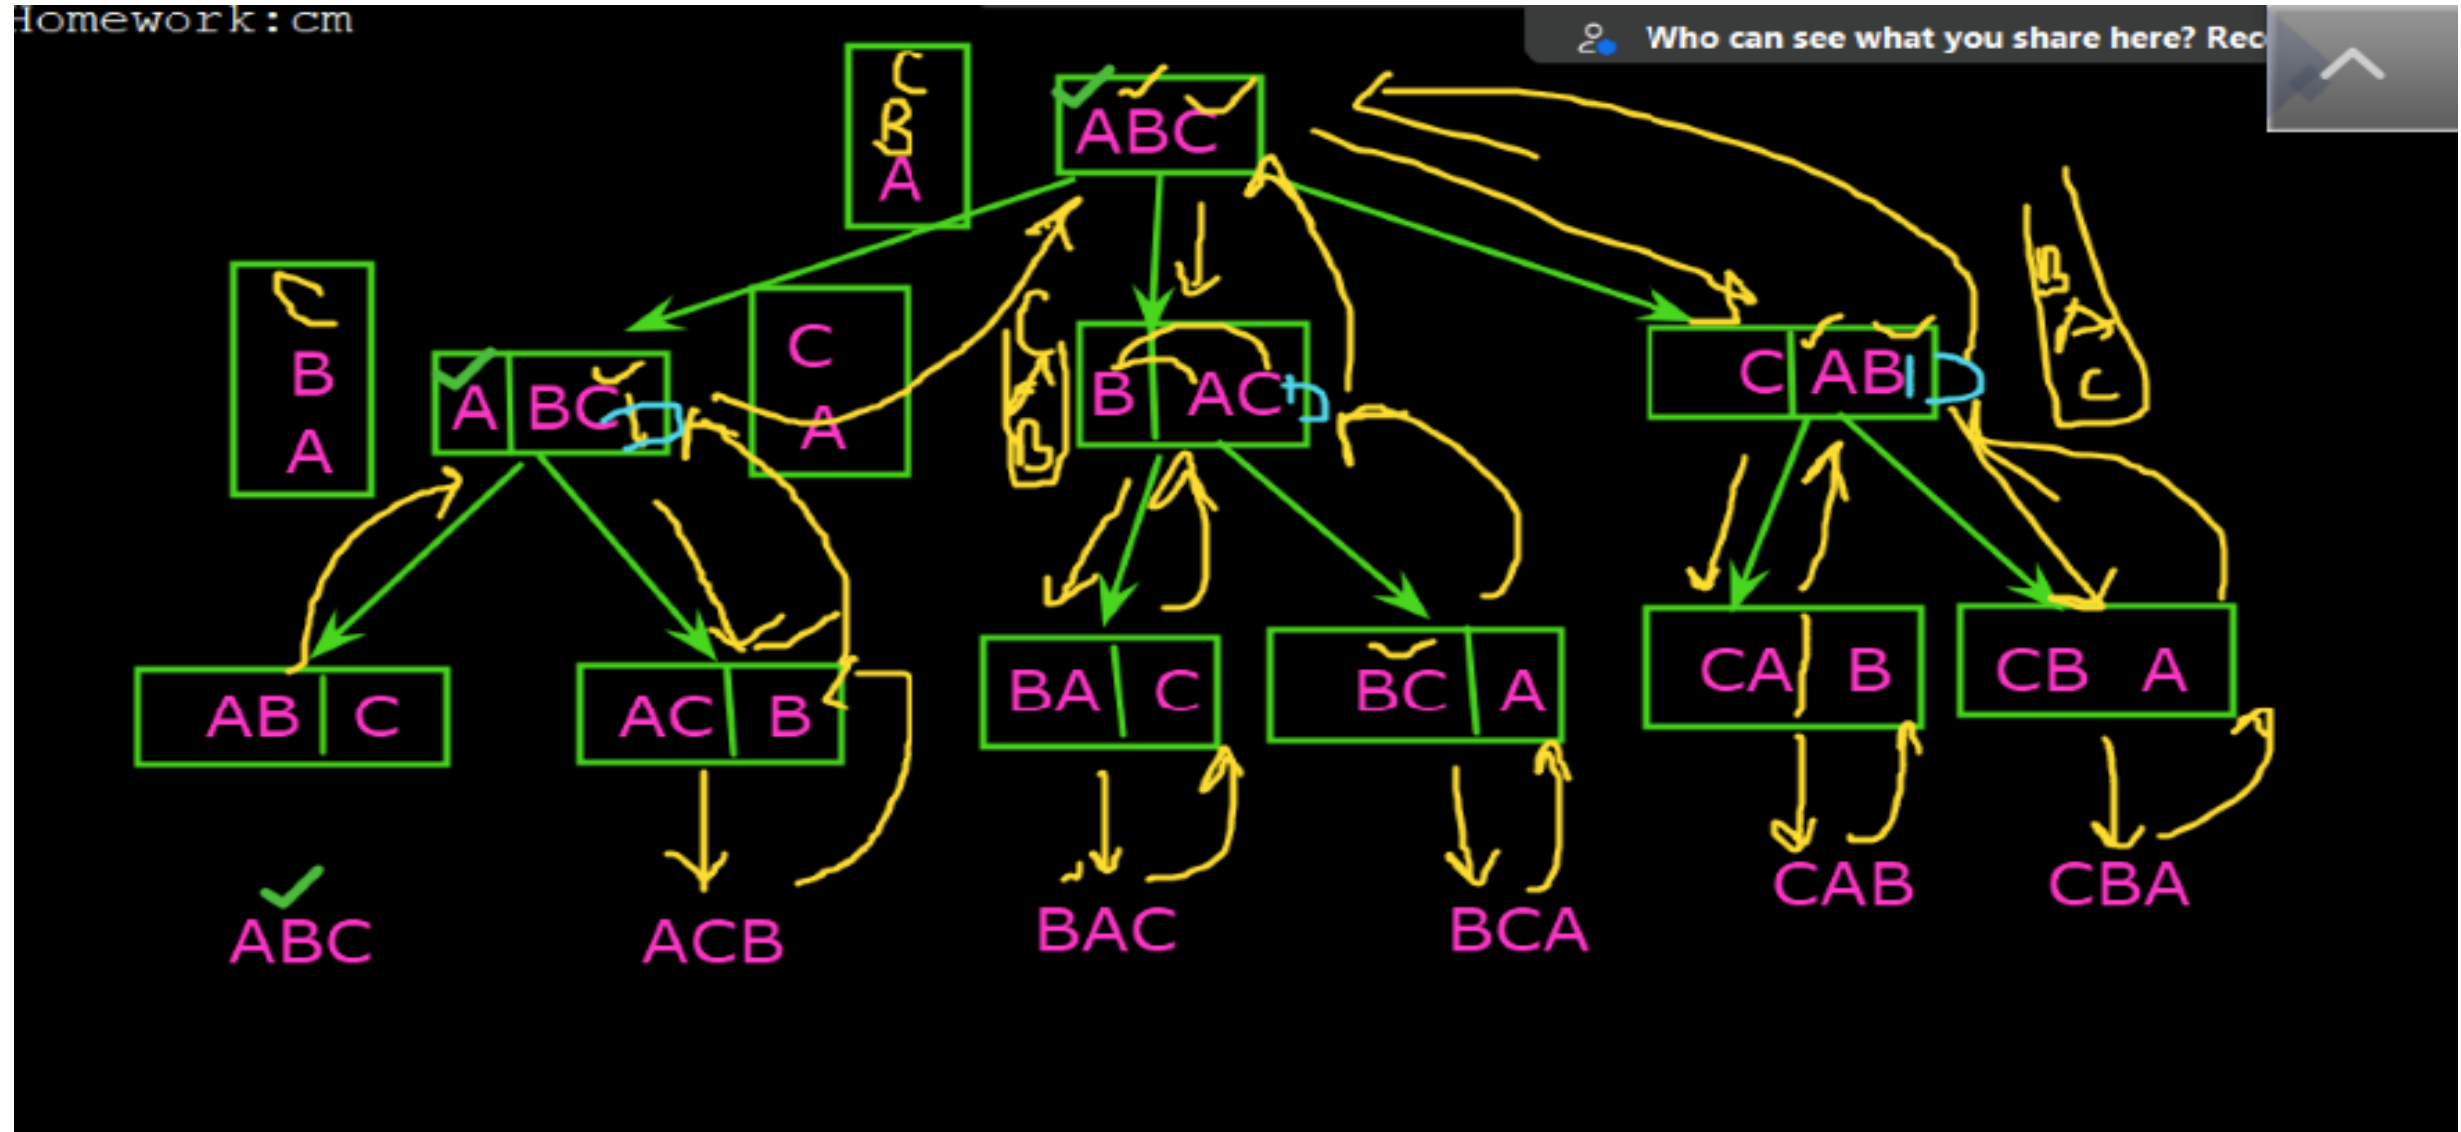 Homework:cm
Who can see what you share here? Rec
C
B
A
ABC
C
B
A
A BC
C
A
C
A
B
B AC
C AB
B
A
C
AB C
AC B
BA C
BC A
CA B
CB A
ABC
ACB
BAC
BCA
CAB
CBA